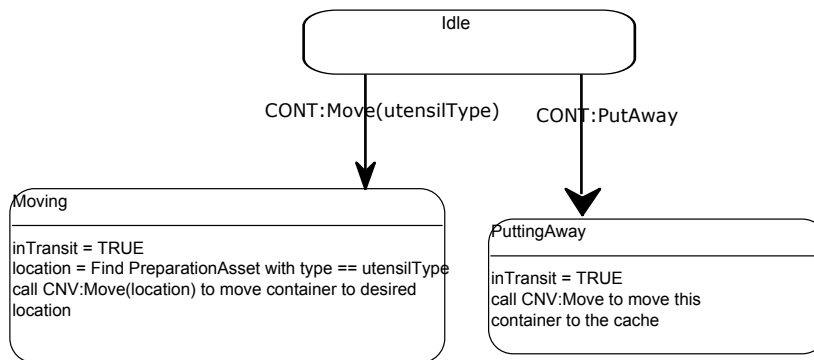 Idle
CONT:Move(utensilType)
CONT:PutAway
Moving
inTransit = TRUE
location = Find PreparationAsset with type == utensilType
call CNV:Move(location) to move container to desired
location
PuttingAway
inTransit = TRUE
call CNV:Move to move this
container to the cache